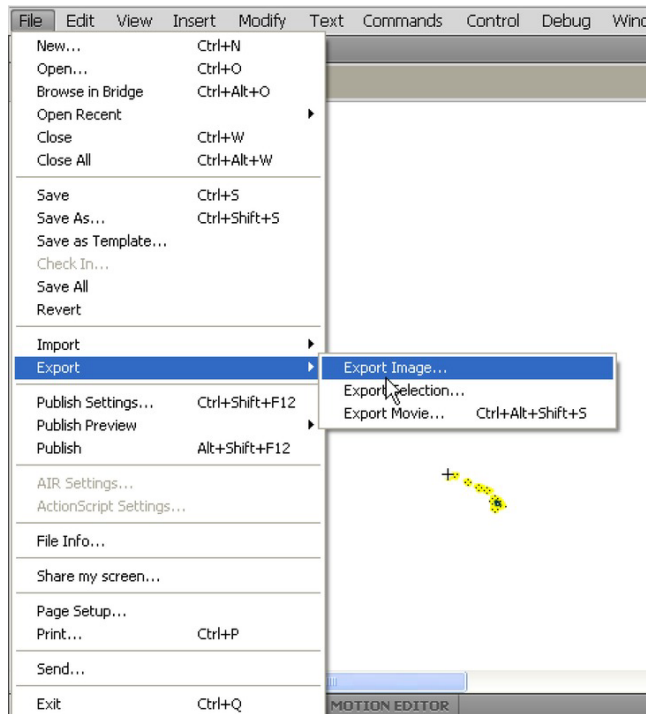 File Edit View Insert Modify Text Commands Control Debug
New... Ctrl+N
Open... Ctrl+O
Browse in Bridge Ctrl+Alt+O
Open Recent
Close Ctrl+W
Close All Ctrl+Alt+W
Save Ctrl+S
Save As... Ctrl+Shift+S
Save as Template...
Check In...
Save All
Revert
Import
Export
Export Image...
Export Selection...
Export Movie... Ctrl+Alt+Shift+S
Publish Settings... Ctrl+Shift+F12
Publish Preview
Publish Alt+Shift+F12
AIR Settings...
ActionScript Settings...
File Info...
Share my screen...
Page Setup...
Print... Ctrl+P
Send...
Exit Ctrl+Q
MOTION EDITOR